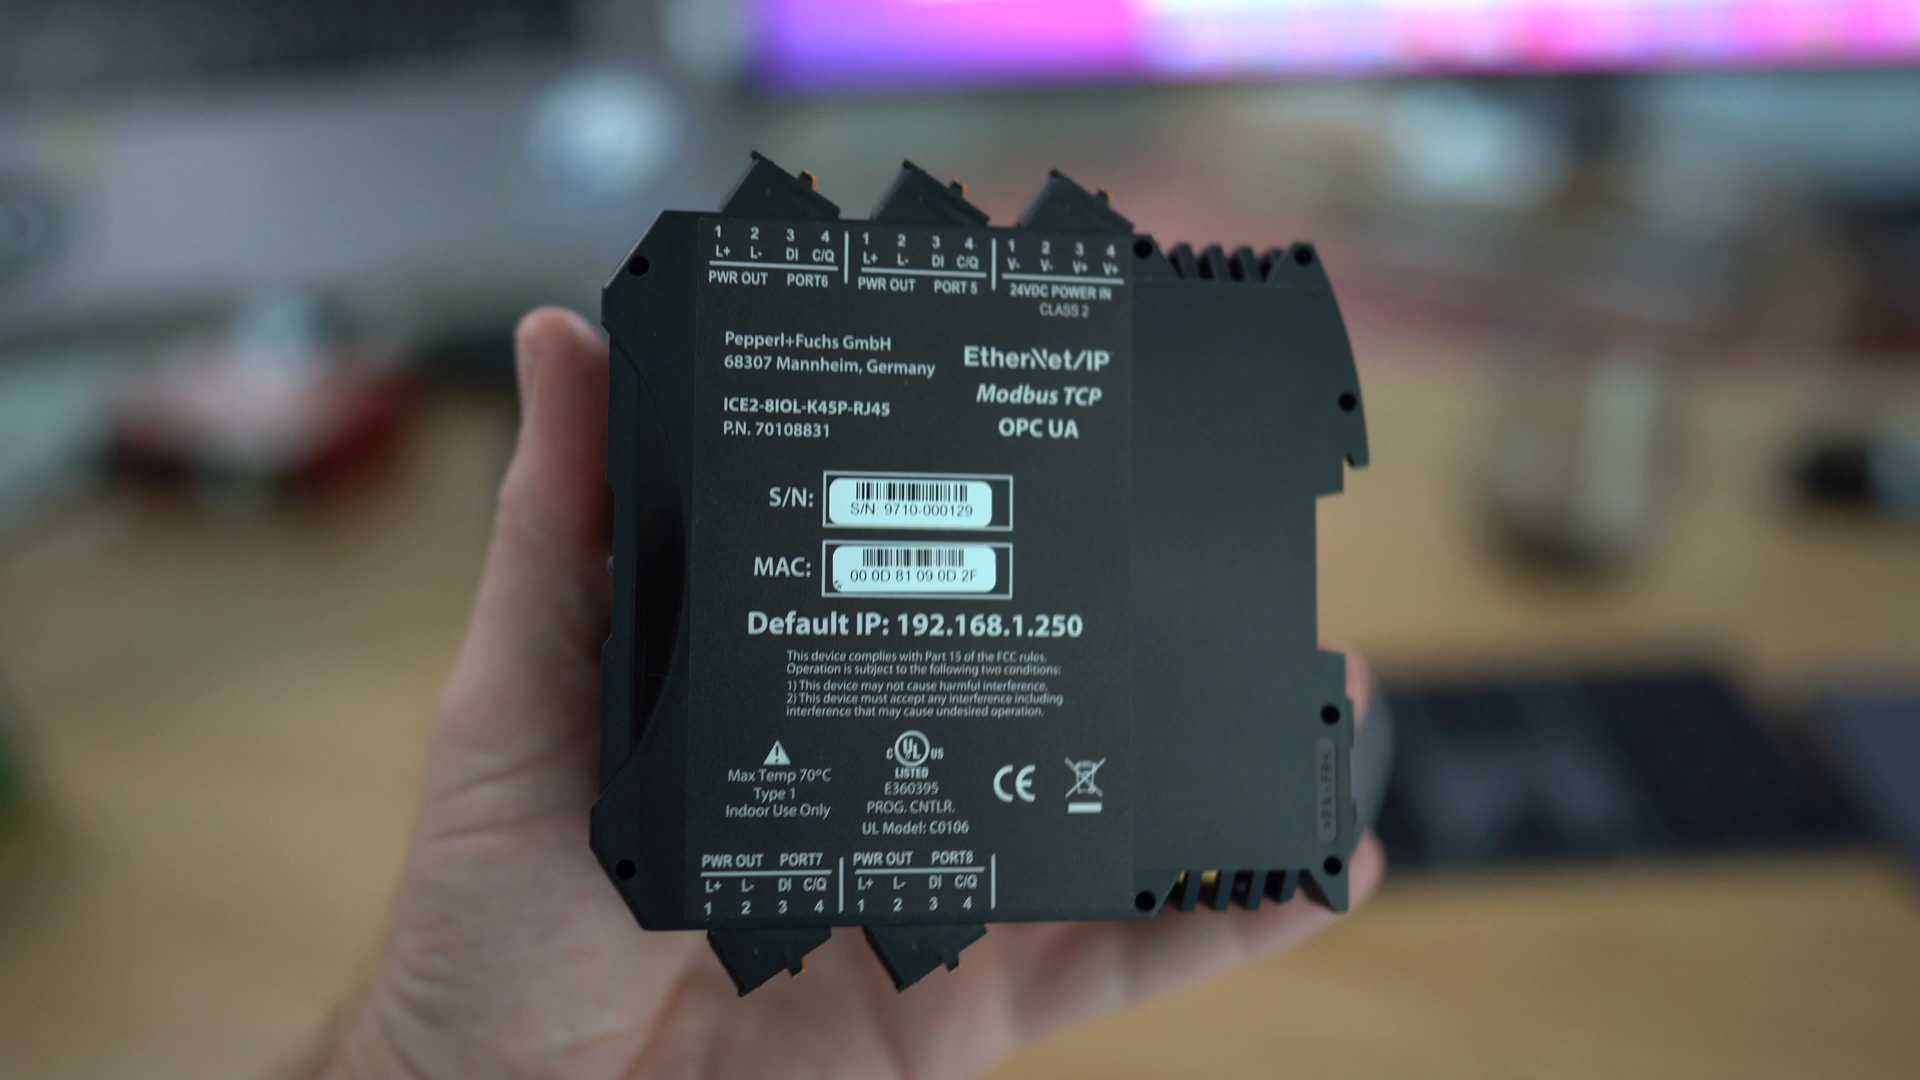 1 2 3 4 1 2 3 4 1 2 3 4
L+ L- DI C/Q L+ L- DI C/Q V- V- V+ V+
PWR OUT PORT6 PWR OUT PORT 5 24VDC POWER IN
CLASS 2
Pepperl+Fuchs GmbH
68307 Mannheim, Germany
ICE2-8IOL-K45P-RJ45
P.N. 70108831
EtherNet/IP
Modbus TCP
OPC UA
S/N:
S/N: 9710-000129
MAC:
00 0D 81 09 0D 2F
Default IP: 192.168.1.250
This device complies with Part 15 of the FCC rules.
Operation is subject to the following two conditions:
1) This device may not cause harmful interference.
2) This device must accept any interference including
interference that may cause undesired operation.
Max Temp 70°C
Type 1
Indoor Use Only
C UL US
LISTED
E360395
PROG. CNTLR.
UL Model: C0106
CE
PWR OUT PORT7 PWR OUT PORT8
L+ L- DI C/Q L+ L- DI C/Q
1 2 3 4 1 2 3 4
>PA-FR<